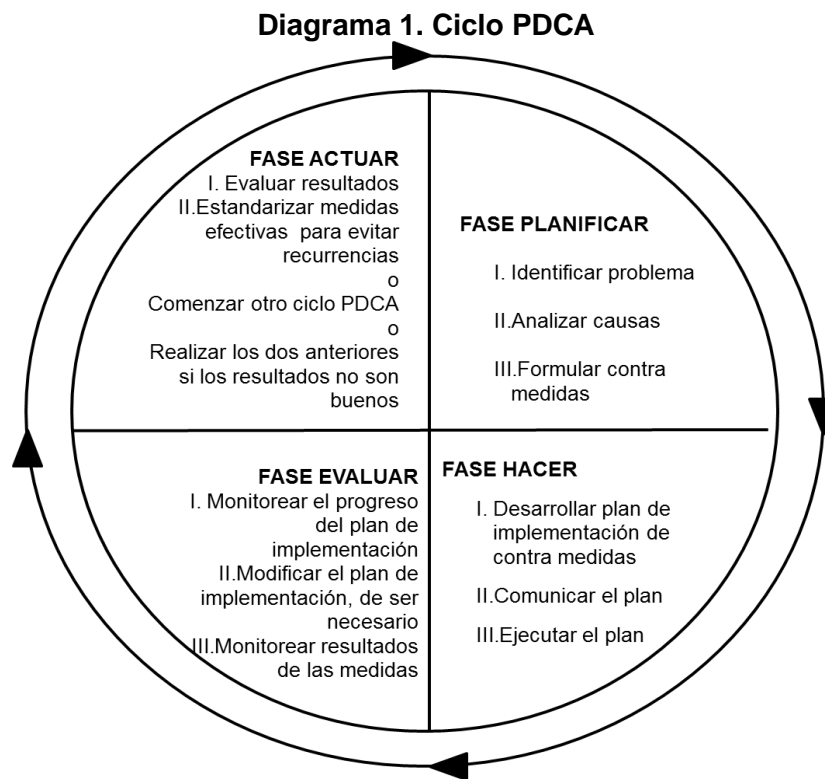 Diagrama 1. Ciclo PDCA
FASE ACTUAR
I. Evaluar resultados
II.Estandarizar medidas
efectivas para evitar
recurrencias
o
Comenzar otro ciclo PDCA
o
Realizar los dos anteriores
si los resultados no son
buenos
FASE PLANIFICAR
I. Identificar problema
II.Analizar causas
III.Formular contra
medidas
FASE EVALUAR
I. Monitorear el progreso
del plan de
implementación
II.Modificar el plan de
implementación, de ser
necesario
III.Monitorear resultados
de las medidas
FASE HACER
I. Desarrollar plan de
implementación de
contra medidas
II.Comunicar el plan
III.Ejecutar el plan